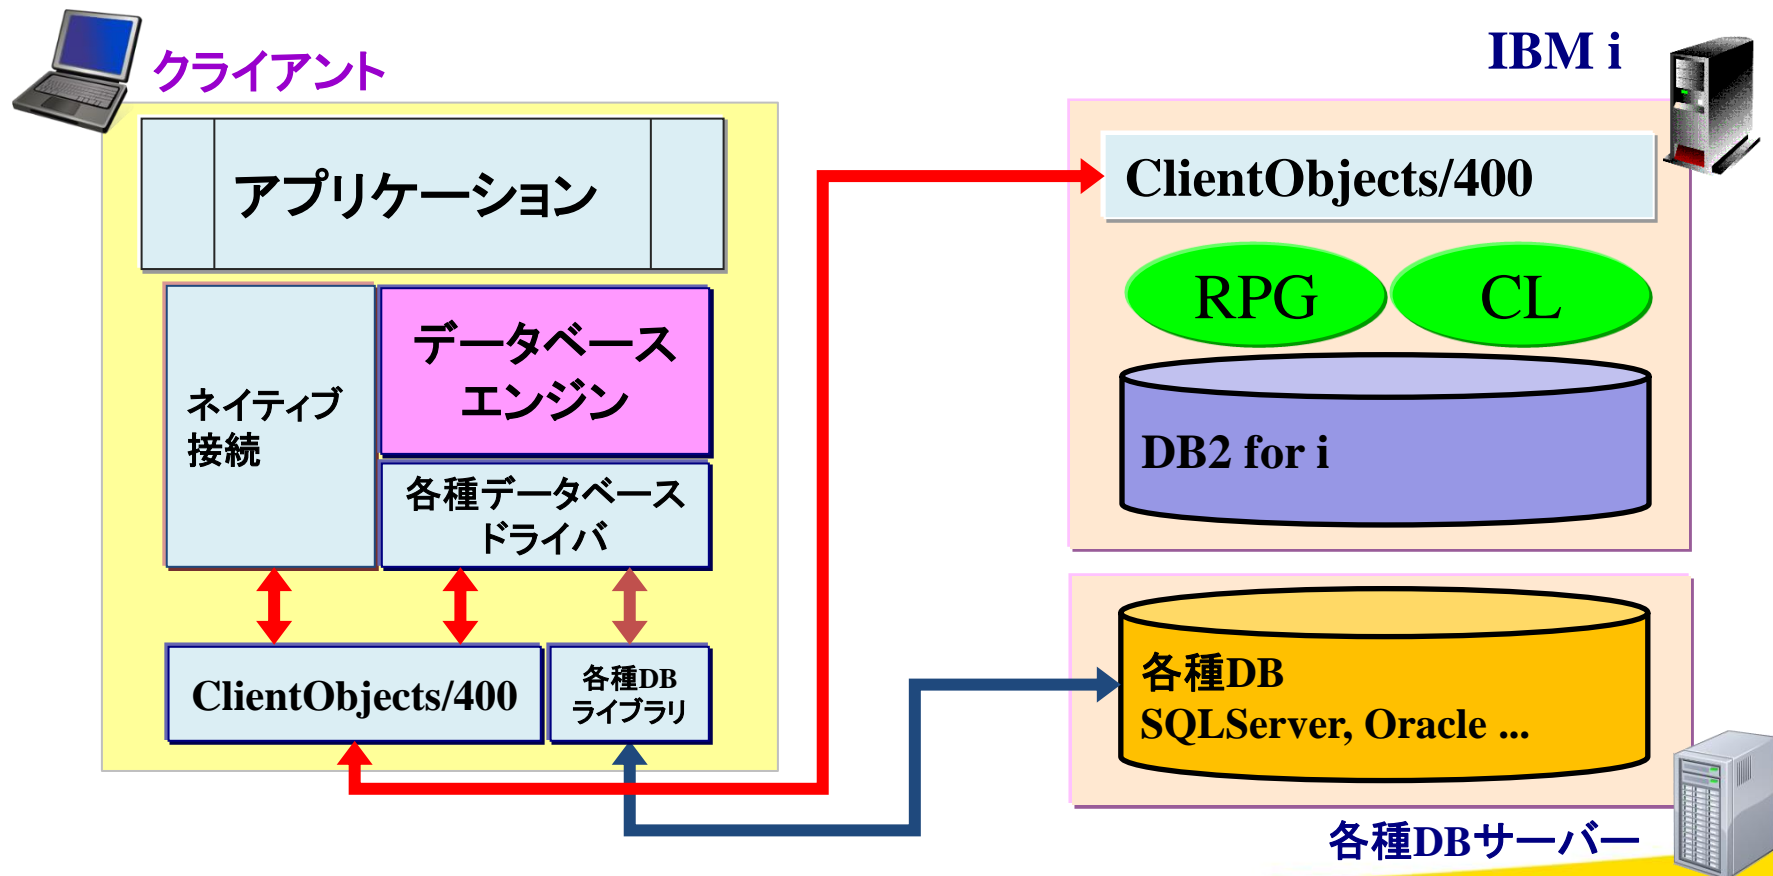 クライアント
アプリケーション
ネイティブ
接続
データベース
エンジン
各種データベース
ドライバ
ClientObjects/400
各種DB
ライブラリ
IBM i
ClientObjects/400
RPG
CL
DB2 for i
各種DB
SQLServer, Oracle ...
各種DBサーバー